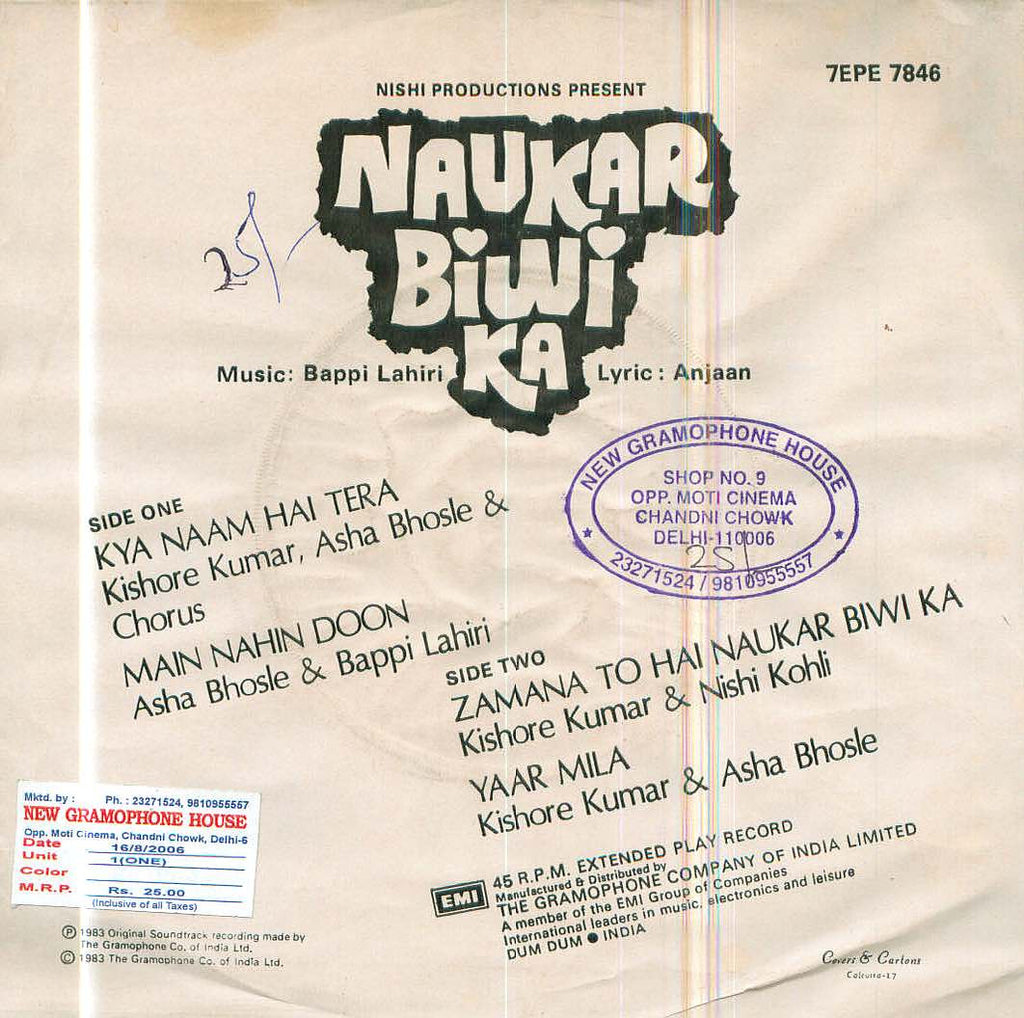 7EPE 7846
NISHI PRODUCTIONS PRESENT
NAUKAR
BIWI
KA
25/-
Music: Bappi Lahiri
Lyric : Anjaan
NEW GRAMOPHONE HOUSE
SHOP NO. 9
OPP. MOTI CINEMA
CHANDNI CHOWK
DELHI-110006
25/
23271524 / 9810955557
SIDE ONE
KYA NAAM HAI TERA
Kishore Kumar, Asha Bhosle &
Chorus
MAIN NAHIN DOON
Asha Bhosle & Bappi Lahiri
SIDE TWO
ZAMANA TO HAI NAUKAR BIWI KA
Kishore Kumar & Nishi Kohli
YAAR MILA
Kishore Kumar & Asha Bhosle
Mktd. by : Ph. : 23271524, 9810955557
NEW GRAMOPHONE HOUSE
Opp. Moti Cinema, Chandni Chowk, Delhi-6
Date 16/8/2006
Unit 1(ONE)
Color
M.R.P. Rs. 25.00
(Inclusive of all Taxes)
EMI
45 R.P.M. EXTENDED PLAY RECORD
Manufactured & Distributed by
THE GRAMOPHONE COMPANY OF INDIA LIMITED
A member of the EMI Group of Companies
International leaders in music, electronics and leisure
DUM DUM ● INDIA
Ⓟ 1983 Original Soundtrack recording made by
The Gramophone Co. of India Ltd.
© 1983 The Gramophone Co. of India Ltd.
Covers & Cartons
Calcutta-17